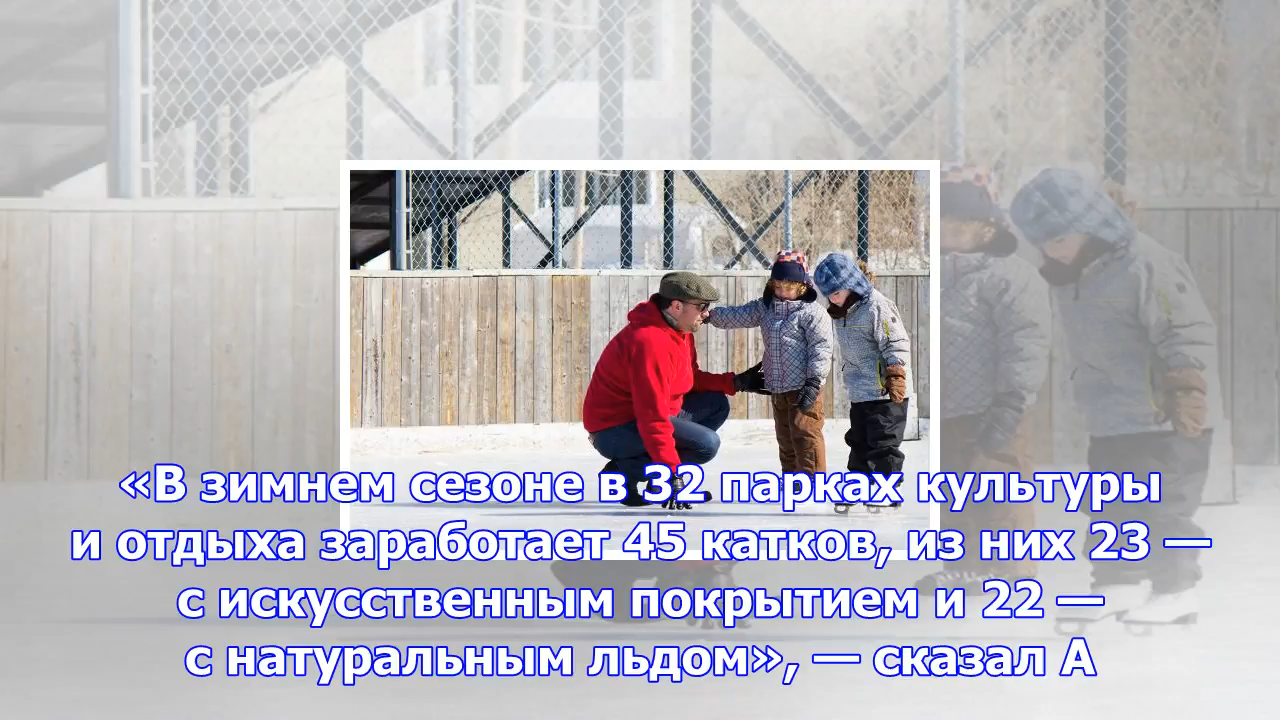 «В зимнем сезоне в 32 парках культуры
и отдыха заработает 45 катков, из них 23 —
с искусственным покрытием и 22 —
с натуральным льдом», — сказал А